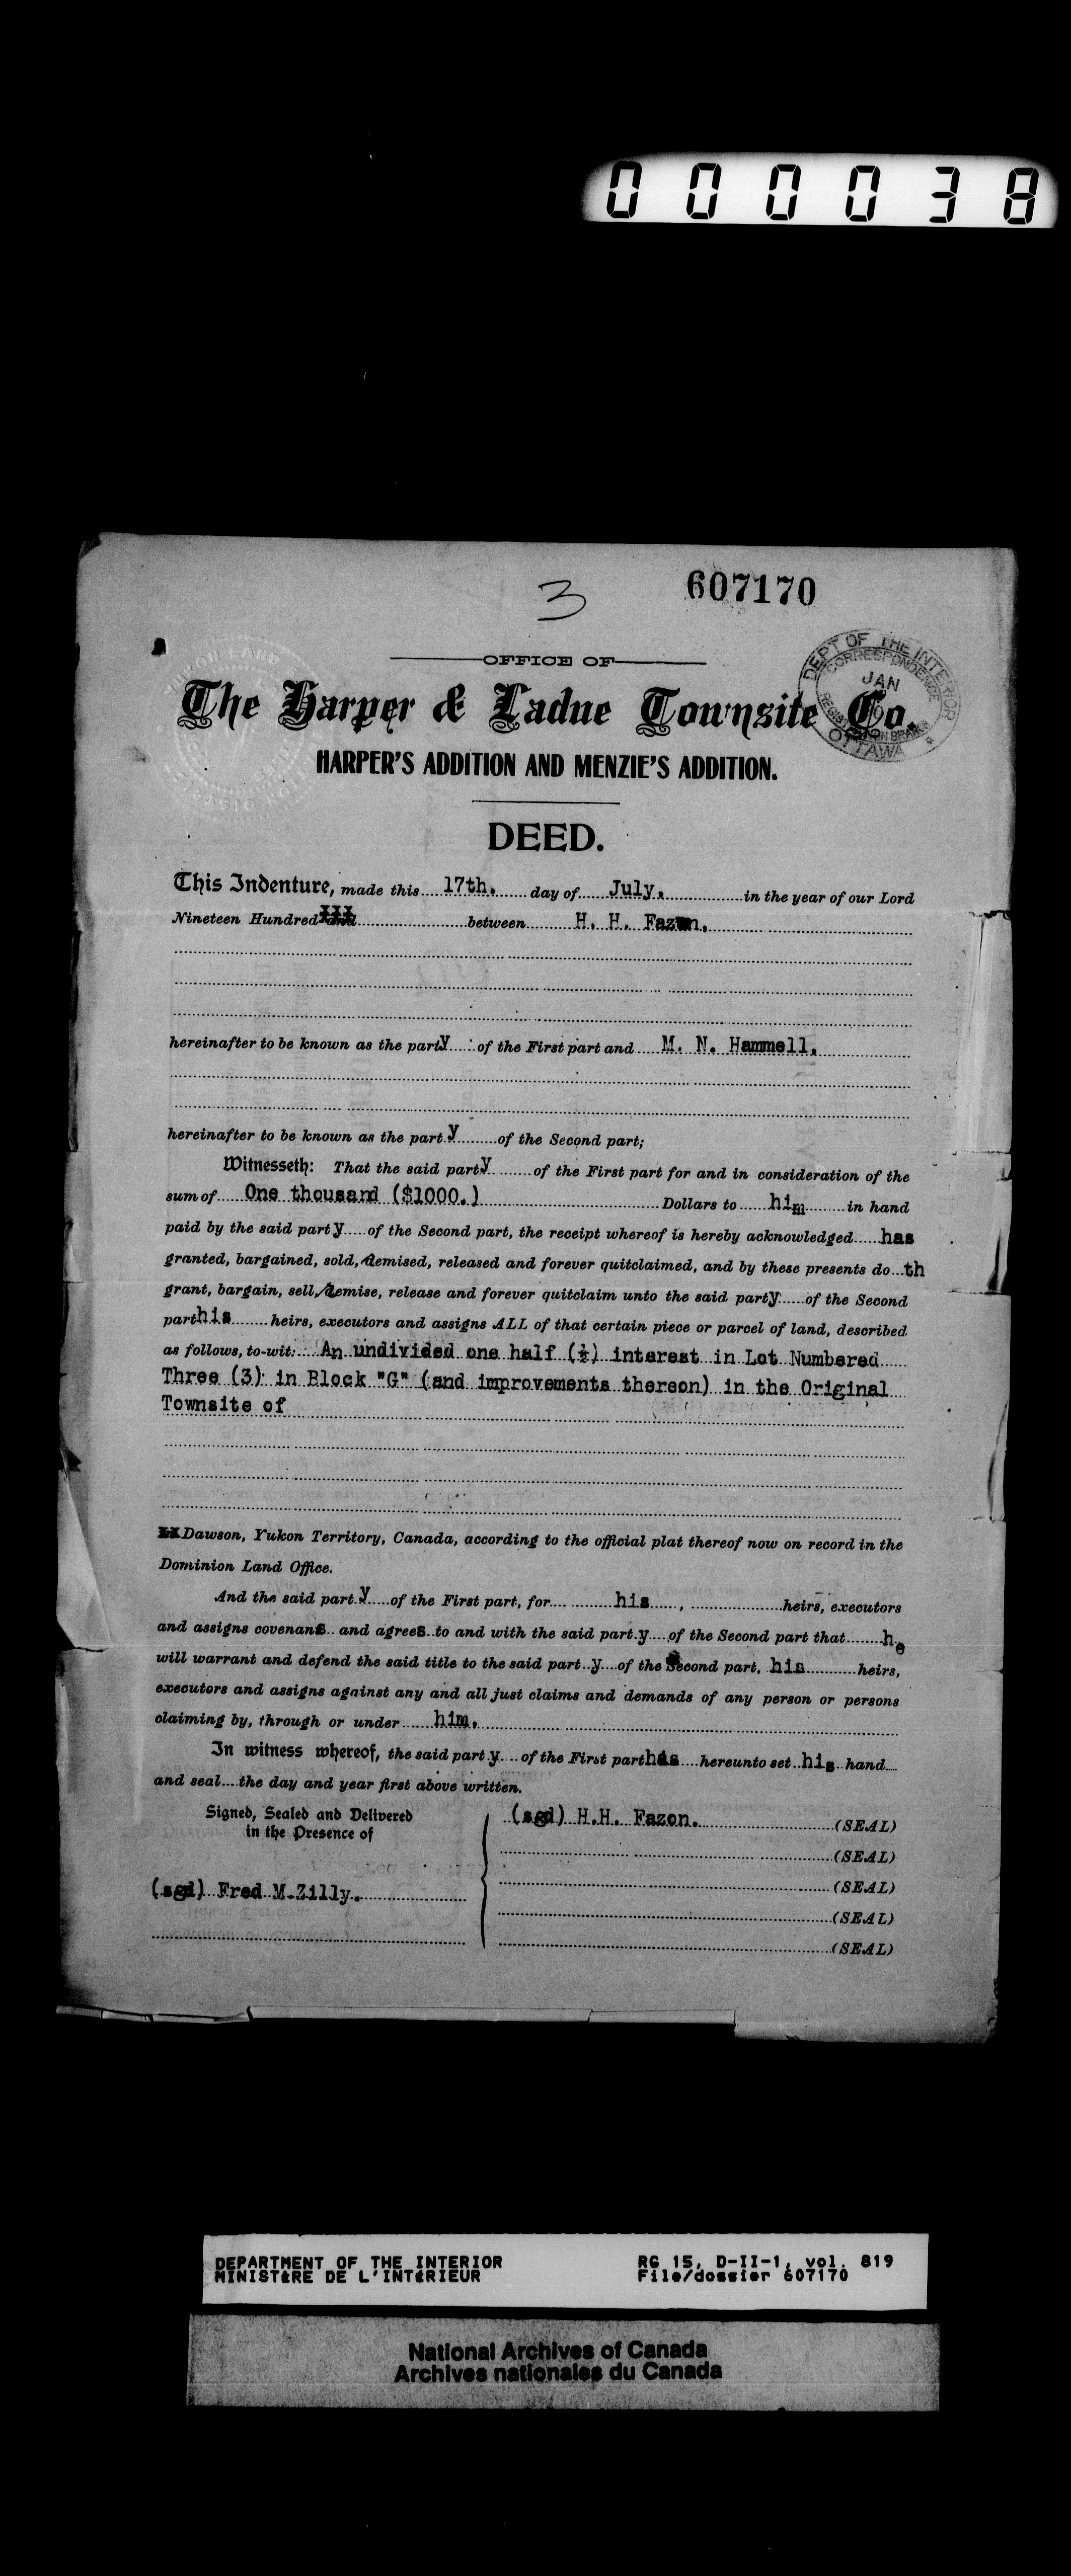 000038
3
607170
OFFICE OF
The Harper & Ladue Townsite Co.
DEPT OF THE INTERIOR
CORRESPONDENCE
JAN
OTTAWA
HARPER'S ADDITION AND MENZIE'S ADDITION.
DEED.
This Indenture, made this 17th. day of July, in the year of our Lord
Nineteen Hundred and between H. H. Fazon.
hereinafter to be known as the party of the First part and M. N. Hammell.
hereinafter to be known as the party of the Second part;
Witnesseth: That the said party of the First part for and in consideration of the
sum of One thousand ($1000.) Dollars to him in hand
paid by the said party of the Second part, the receipt whereof is hereby acknowledged has
granted, bargained, sold, demised, released and forever quitclaimed, and by these presents do th
grant, bargain, sell, demise, release and forever quitclaim unto the said party of the Second
part his heirs, executors and assigns ALL of that certain piece or parcel of land, described
as follows, to-wit: An undivided one half (½) interest in Lot Numbered
Three (3) in Block "G" (and improvements thereon) in the Original
Townsite of
Dawson, Yukon Territory, Canada, according to the official plat thereof now on record in the
Dominion Land Office.
And the said party of the First part, for his heirs, executors
and assigns covenans and agrees to and with the said party of the Second part that he
will warrant and defend the said title to the said party of the Second part, his heirs,
executors and assigns against any and all just claims and demands of any person or persons
claiming by, through or under him.
In witness whereof, the said party of the First part has hereunto set his hand
and seal the day and year first above written.
Signed, Sealed and Delivered
in the Presence of
(sgd) H.H. Fazon. (SEAL)
(SEAL)
(sgd) Fred M.Zilly. (SEAL)
(SEAL)
(SEAL)
DEPARTMENT OF THE INTERIOR
MINISTÈRE DE L'INTÉRIEUR
RG 15, D-II-1, vol. 819
File/dossier 607170
National Archives of Canada
Archives nationales du Canada